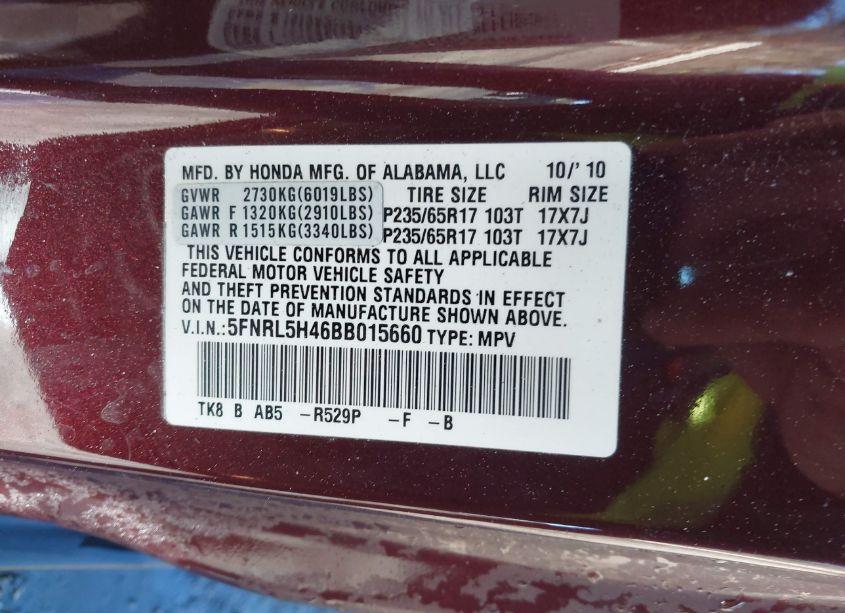 MFD. BY HONDA MFG. OF ALABAMA, LLC 10/' 10
GVWR 2730KG(6019LBS) TIRE SIZE RIM SIZE
GAWR F 1320KG(2910LBS) P235/65R17 103T 17X7J
GAWR R 1515KG(3340LBS) P235/65R17 103T 17X7J
THIS VEHICLE CONFORMS TO ALL APPLICABLE
FEDERAL MOTOR VEHICLE SAFETY
AND THEFT PREVENTION STANDARDS IN EFFECT
ON THE DATE OF MANUFACTURE SHOWN ABOVE.
V.I.N.: 5FNRL5H46BB015660 TYPE: MPV
TK8 B AB5 -R529P -F -B